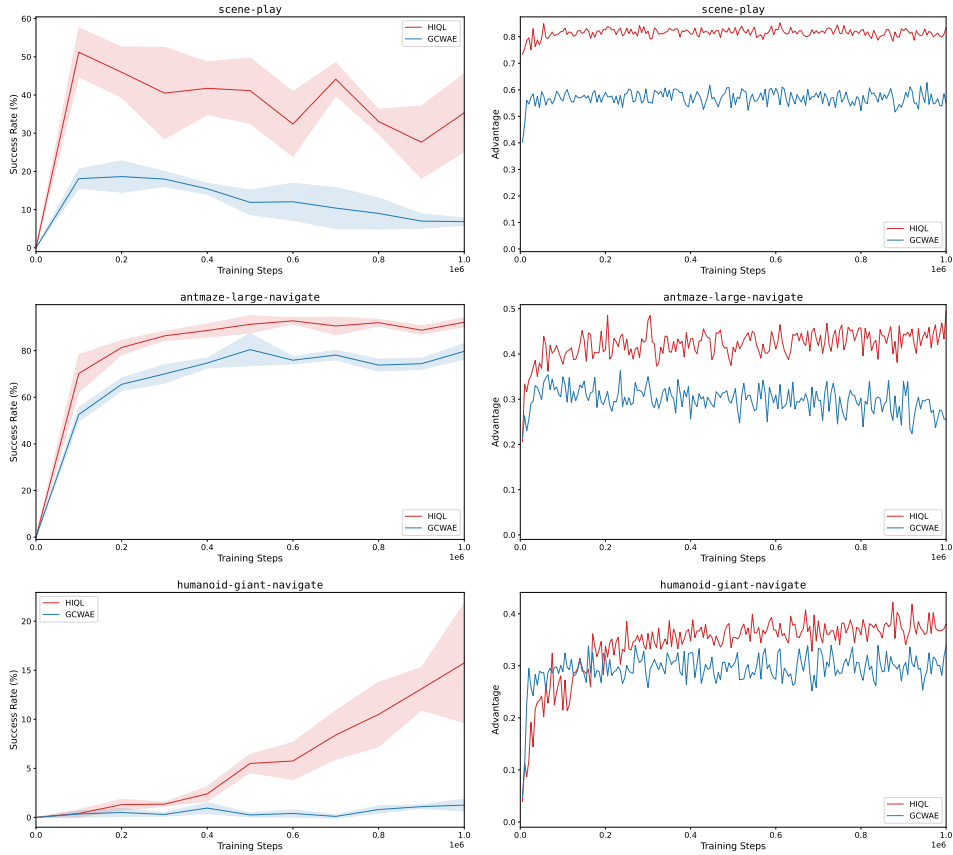 scene-play
Success Rate (%)
60
50
40
30
20
10
0
HIQL
GCWAE
0.0 0.2 0.4 0.6 0.8 1.0
1e6
Training Steps
scene-play
Advantage
0.8
0.7
0.6
0.5
0.4
0.3
0.2
0.1
0.0
HIQL
GCWAE
0.0 0.2 0.4 0.6 0.8 1.0
1e6
Training Steps
antmaze-large-navigate
Success Rate (%)
80
60
40
20
0
HIQL
GCWAE
0.0 0.2 0.4 0.6 0.8 1.0
1e6
Training Steps
antmaze-large-navigate
Advantage
0.5
0.4
0.3
0.2
0.1
0.0
HIQL
GCWAE
0.0 0.2 0.4 0.6 0.8 1.0
1e6
Training Steps
humanoid-giant-navigate
HIQL
GCWAE
Success Rate (%)
20
15
10
5
0
0.0 0.2 0.4 0.6 0.8 1.0
1e6
Training Steps
humanoid-giant-navigate
Advantage
0.4
0.3
0.2
0.1
0.0
HIQL
GCWAE
0.0 0.2 0.4 0.6 0.8 1.0
1e6
Training Steps